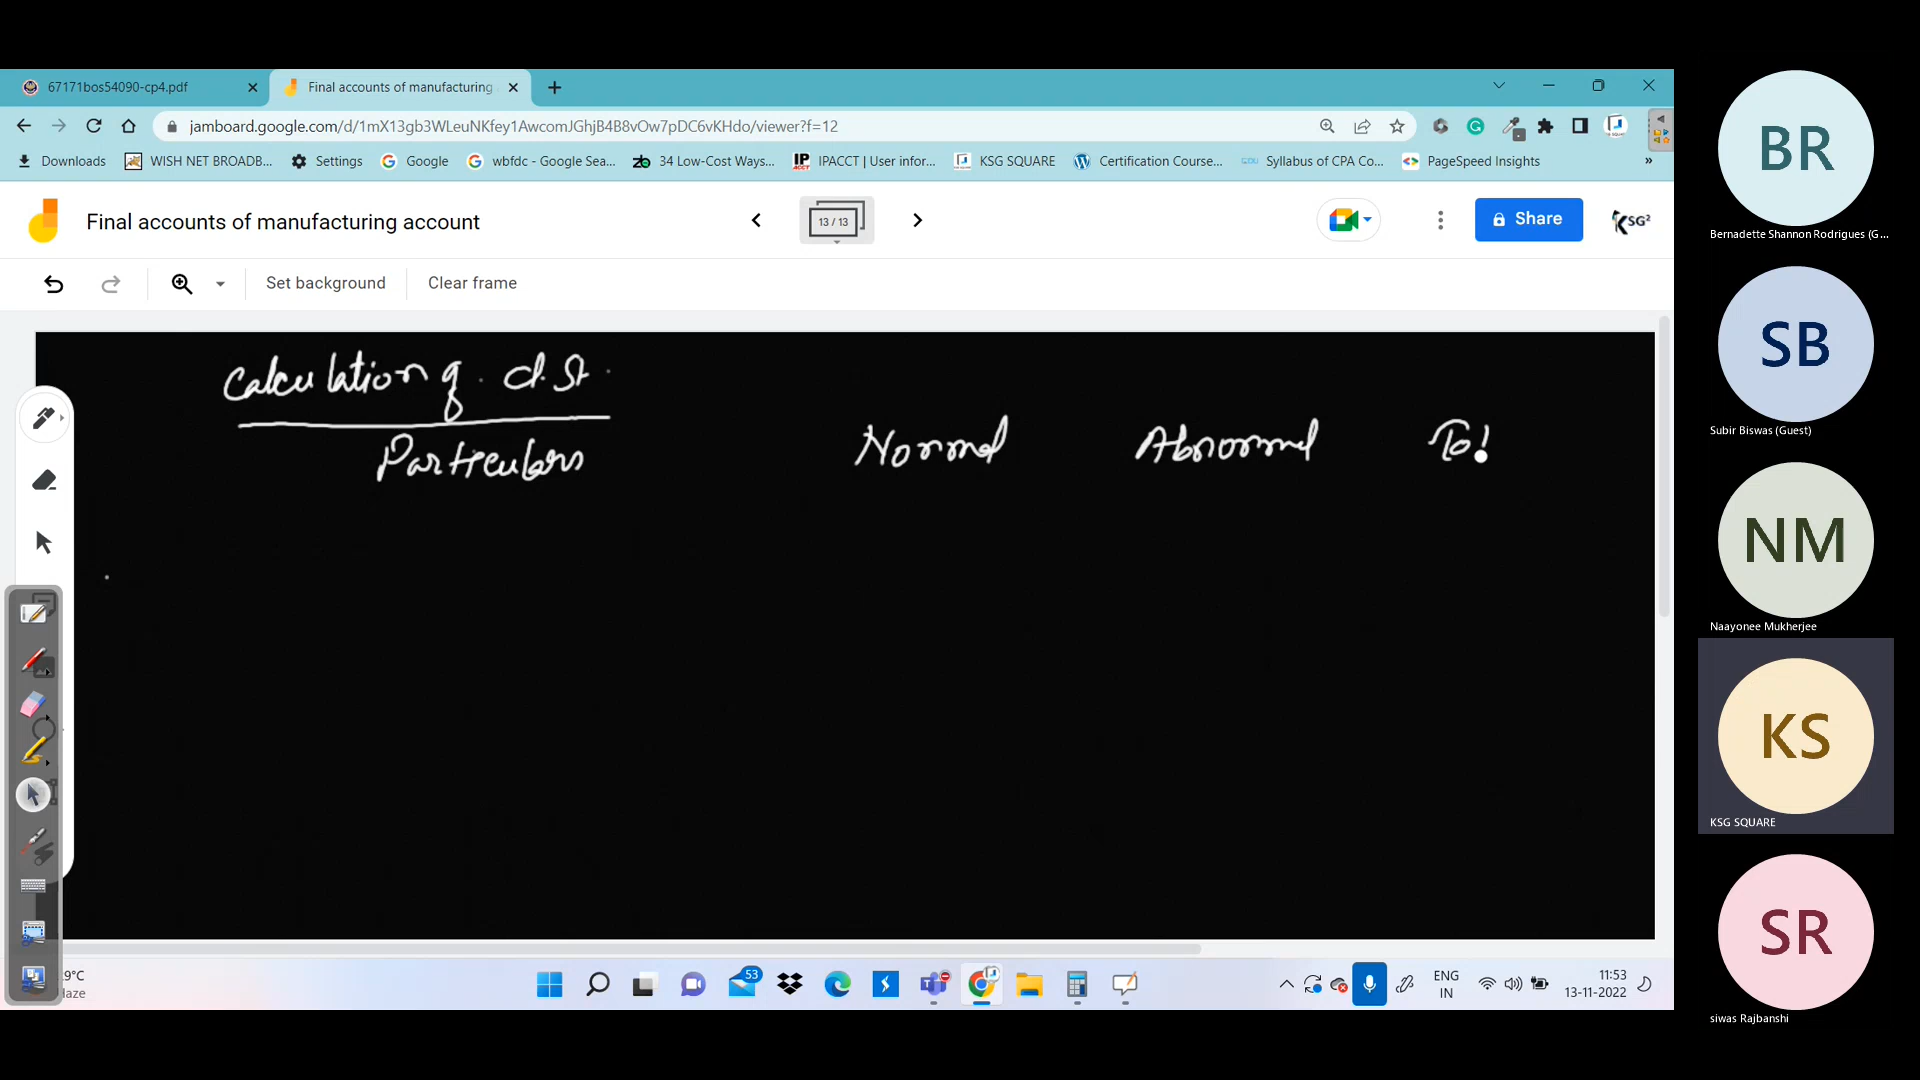 67171bos54090-cp4.pdf
Final accounts of manufacturing
jamboard.google.com/d/1mX13gb3WLeuNKfey1AwcomJGhjB4B8vOw7pDC6vKHdo/viewer?f=12
Downloads
WISH NET BROADB...
Settings
Google
wbfdc - Google Sea...
34 Low-Cost Ways...
IPACCT | User infor...
KSG SQUARE
Certification Course...
Syllabus of CPA Co...
PageSpeed Insights
»
Final accounts of manufacturing account
13 / 13
Share
KSG²
Set background
Clear frame
Calculation of cl. St.
Particulars Normal Abnormal
9°C
Haze
53
ENG
IN
11:53
13-11-2022
BR
Bernadette Shannon Rodrigues (G...
SB
Subir Biswas (Guest)
NM
Naayonee Mukherjee
KS
KSG SQUARE
SR
siwas Rajbanshi